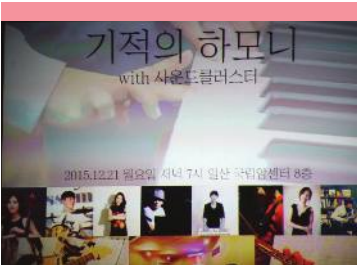 기적의 하모니
with 사운드클러스터
2015.12.21 월요일 저녁 7시 일산 국립암센터 8층